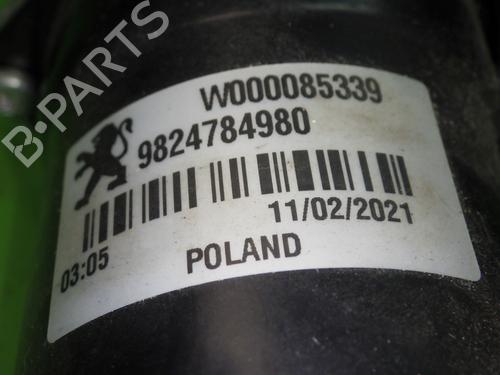 B-PARTS
W000085339
9824784980
11/02/2021
03:05
POLAND